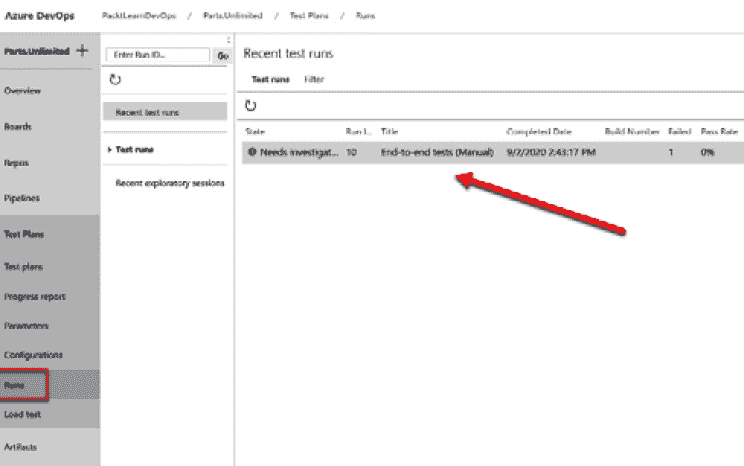 Azure DevOps PacktLearnDevOps / Parts.Unlimited / Test Plans / Runs
Parts.Unlimited +
Overview
Boards
Repos
Pipelines
Test Plans
Test plans
Progress report
Parameters
Configurations
Runs
Load test
Artifacts
Enter Run ID... Go
Recent test runs
Test runs
Recent exploratory sessions
Recent test runs
Test runs Filter
State Run I... Title Completed Date Build Number Failed Pass Rate
Needs investigat... 10 End-to-end tests (Manual) 9/2/2020 2:43:17 PM 1 0%